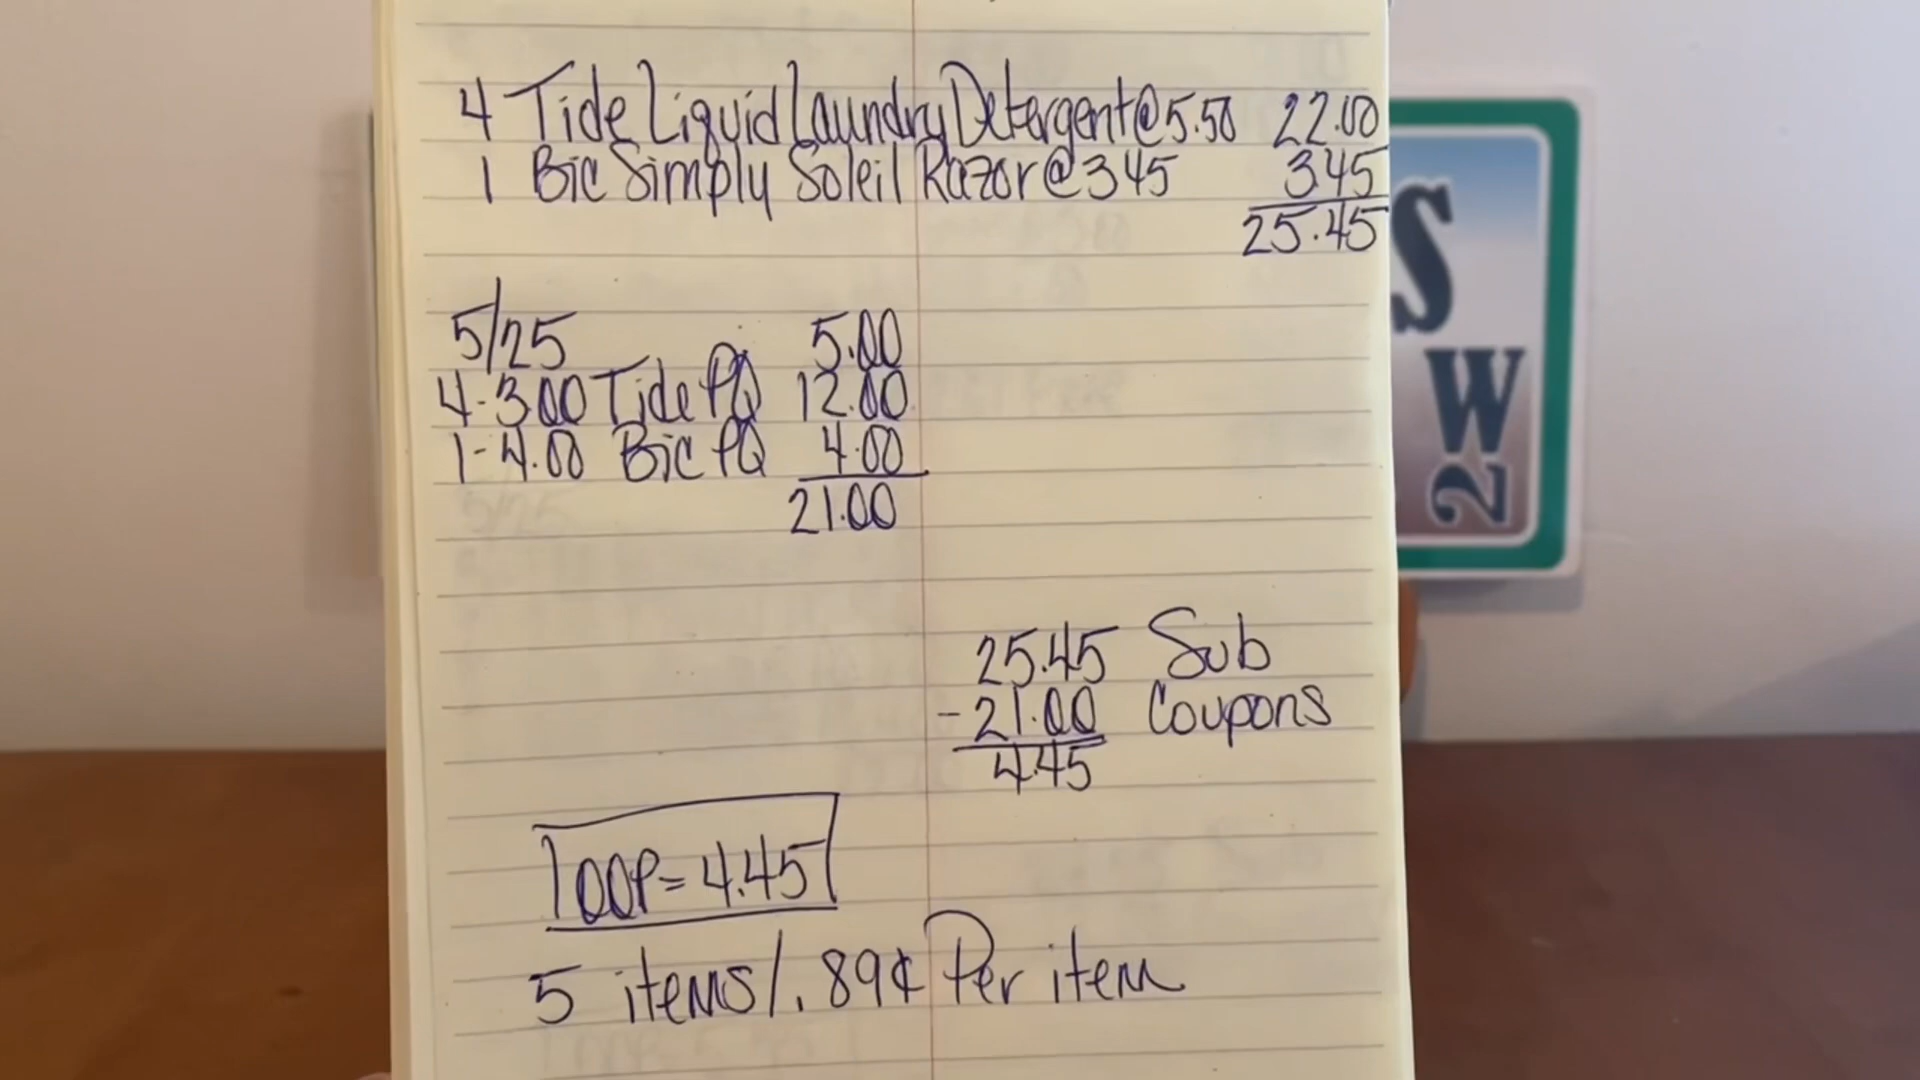 4 Tide Liquid Laundry Detergent @ 5.50 22.00
1 Bic Simply Soleil Razor @ 3.45 3.45
25.45
5/25 5.00
4-3.00 Tide PQ 12.00
1-4.00 Bic PQ 4.00
21.00
25.45 Sub
-21.00 Coupons
4.45
OOP = 4.45
5 items/.89¢ Per item
S
W
2